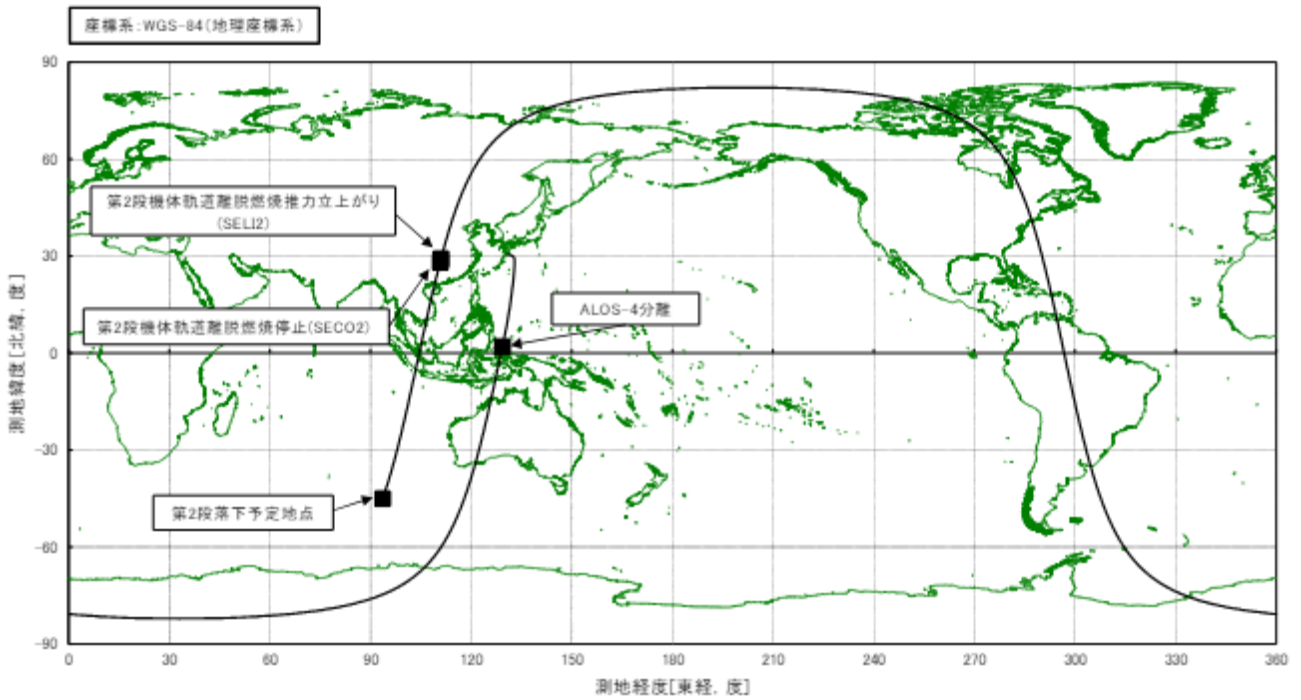 座標系:WGS-84(地理座標系)
90
60
30
0
-30
-60
-90
測地緯度[北緯, 度]
第2段機体軌道離脱燃焼推力立上がり
(SELI2)
第2段機体軌道離脱燃焼停止(SECO2)
ALOS-4分離
第2段落下予定地点
0 30 60 90 120 150 180 210 240 270 300 330 360
測地経度[東経, 度]